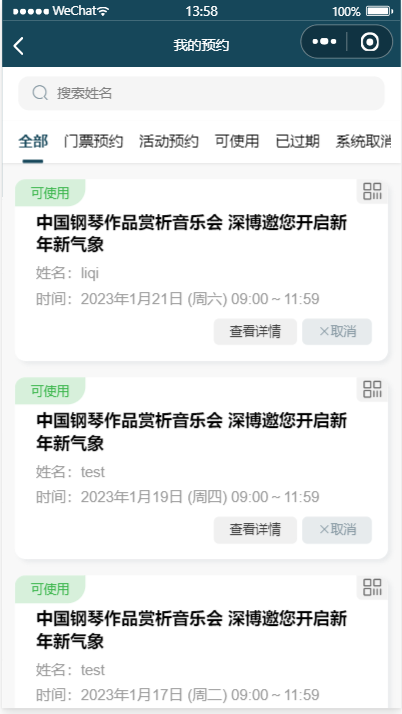 WeChat 13:58 100%
我的预约
搜索姓名
全部 门票预约 活动预约 可使用 已过期 系统取消
可使用
中国钢琴作品赏析音乐会 深博邀您开启新
年新气象
姓名：liqi
时间：2023年1月21日 (周六) 09:00 ~ 11:59
查看详情 ×取消
可使用
中国钢琴作品赏析音乐会 深博邀您开启新
年新气象
姓名：test
时间：2023年1月19日 (周四) 09:00 ~ 11:59
查看详情 ×取消
可使用
中国钢琴作品赏析音乐会 深博邀您开启新
年新气象
姓名：test
时间：2023年1月17日 (周二) 09:00 ~ 11:59